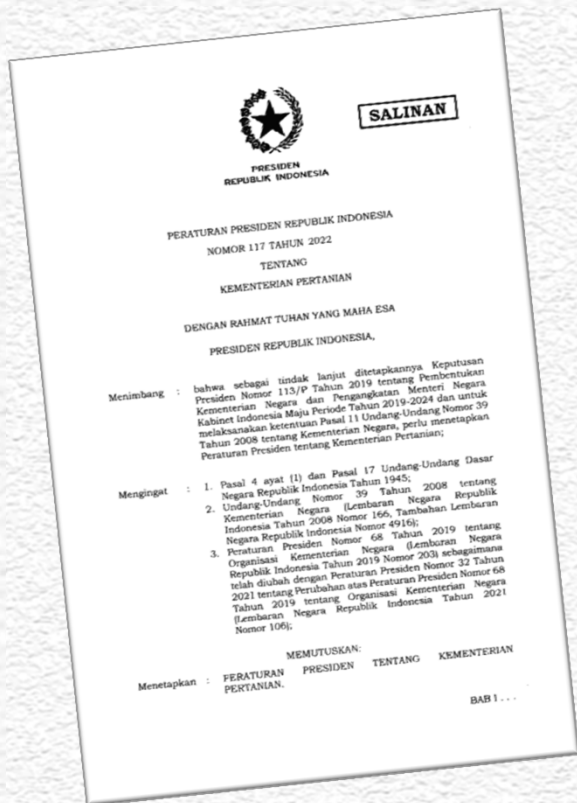 SALINAN
PRESIDEN
REPUBLIK INDONESIA
PERATURAN PRESIDEN REPUBLIK INDONESIA
NOMOR 117 TAHUN 2022
TENTANG
KEMENTERIAN PERTANIAN
DENGAN RAHMAT TUHAN YANG MAHA ESA
PRESIDEN REPUBLIK INDONESIA,
Menimbang : bahwa sebagai tindak lanjut ditetapkannya Keputusan
Presiden Nomor 113/P Tahun 2019 tentang Pembentukan
Kementerian Negara dan Pengangkatan Menteri Negara
Kabinet Indonesia Maju Periode Tahun 2019-2024 dan untuk
melaksanakan ketentuan Pasal 11 Undang-Undang Nomor 39
Tahun 2008 tentang Kementerian Negara, perlu menetapkan
Peraturan Presiden tentang Kementerian Pertanian;
Mengingat : 1. Pasal 4 ayat (1) dan Pasal 17 Undang-Undang Dasar
Negara Republik Indonesia Tahun 1945;
2. Undang-Undang Nomor 39 Tahun 2008 tentang
Kementerian Negara (Lembaran Negara Republik
Indonesia Tahun 2008 Nomor 166, Tambahan Lembaran
Negara Republik Indonesia Nomor 4916);
3. Peraturan Presiden Nomor 68 Tahun 2019 tentang
Organisasi Kementerian Negara (Lembaran Negara
Republik Indonesia Tahun 2019 Nomor 203) sebagaimana
telah diubah dengan Peraturan Presiden Nomor 32 Tahun
2021 tentang Perubahan atas Peraturan Presiden Nomor 68
Tahun 2019 tentang Organisasi Kementerian Negara
(Lembaran Negara Republik Indonesia Tahun 2021
Nomor 106);
MEMUTUSKAN:
Menetapkan : PERATURAN PRESIDEN TENTANG KEMENTERIAN
PERTANIAN.
BAB I . . .